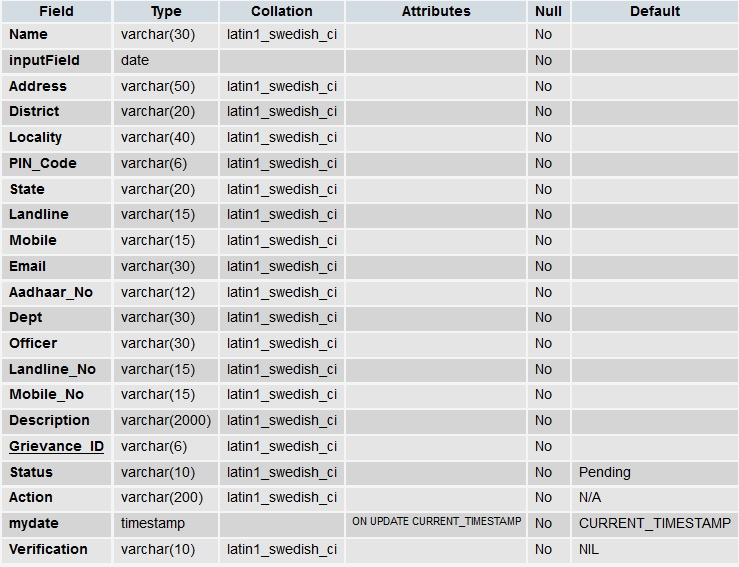 Field Type Collation Attributes Null Default
Name varchar(30) latin1_swedish_ci No
inputField date No
Address varchar(50) latin1_swedish_ci No
District varchar(20) latin1_swedish_ci No
Locality varchar(40) latin1_swedish_ci No
PIN_Code varchar(6) latin1_swedish_ci No
State varchar(20) latin1_swedish_ci No
Landline varchar(15) latin1_swedish_ci No
Mobile varchar(15) latin1_swedish_ci No
Email varchar(30) latin1_swedish_ci No
Aadhaar_No varchar(12) latin1_swedish_ci No
Dept varchar(30) latin1_swedish_ci No
Officer varchar(30) latin1_swedish_ci No
Landline_No varchar(15) latin1_swedish_ci No
Mobile_No varchar(15) latin1_swedish_ci No
Description varchar(2000) latin1_swedish_ci No
Grievance_ID varchar(6) latin1_swedish_ci No
Status varchar(10) latin1_swedish_ci No Pending
Action varchar(200) latin1_swedish_ci No N/A
mydate timestamp ON UPDATE CURRENT_TIMESTAMP No CURRENT_TIMESTAMP
Verification varchar(10) latin1_swedish_ci No NIL